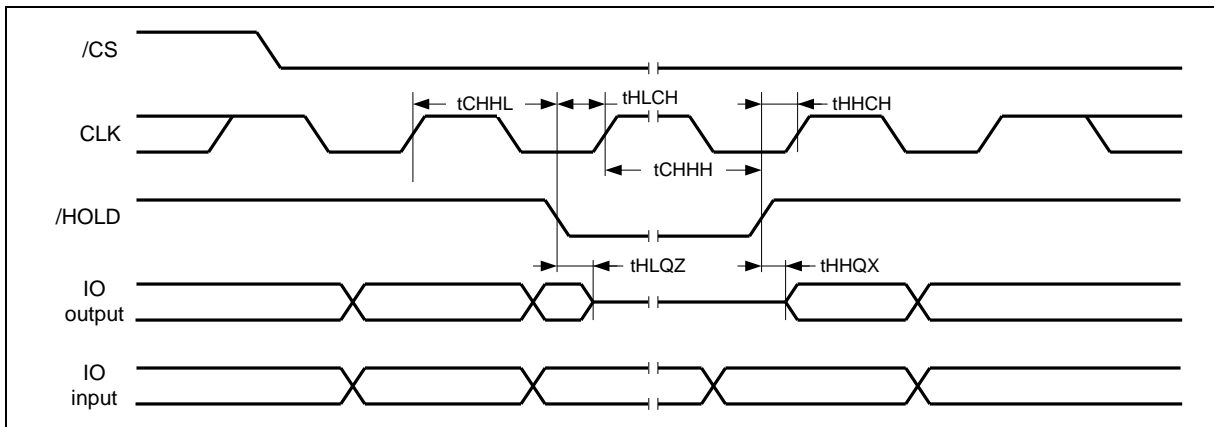 /CS
tCHHL
tHLCH
tHHCH
CLK
tCHHH
/HOLD
tHLQZ
tHHQX
IO
output
IO
input